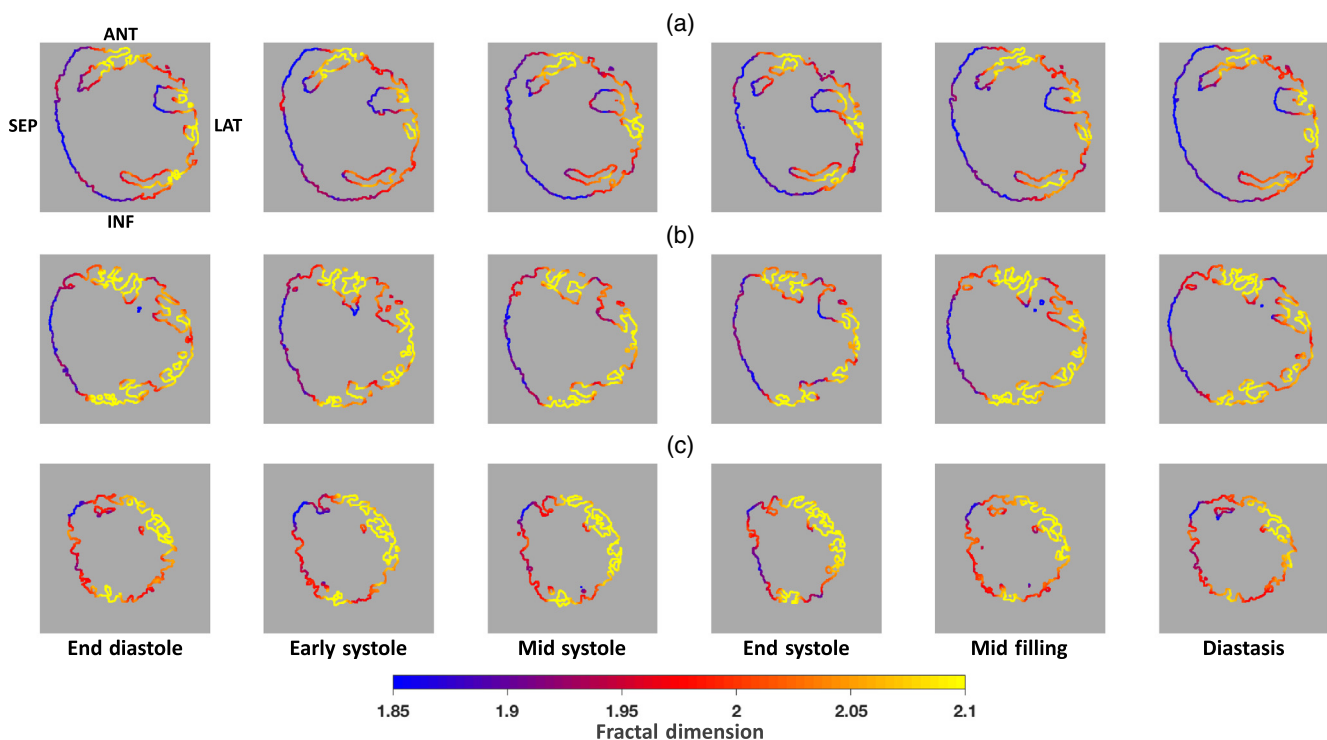 (a)
ANT
SEP
LAT
INF
(b)
(c)
End diastole Early systole Mid systole End systole Mid filling Diastasis
1.85 1.9 1.95 2 2.05 2.1
Fractal dimension